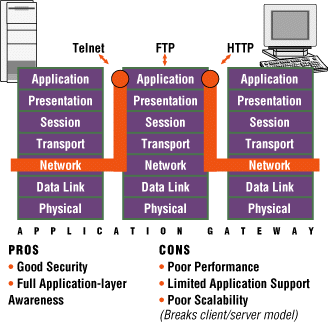 Telnet FTP HTTP
Application Application Application
Presentation Presentation Presentation
Session Session Session
Transport Transport Transport
Network Network Network
Data Link Data Link Data Link
Physical Physical Physical
A P P L I C A T I O N G A T E W A Y
PROS
• Good Security
• Full Application-layer
Awareness
CONS
• Poor Performance
• Limited Application Support
• Poor Scalability
(Breaks client/server model)